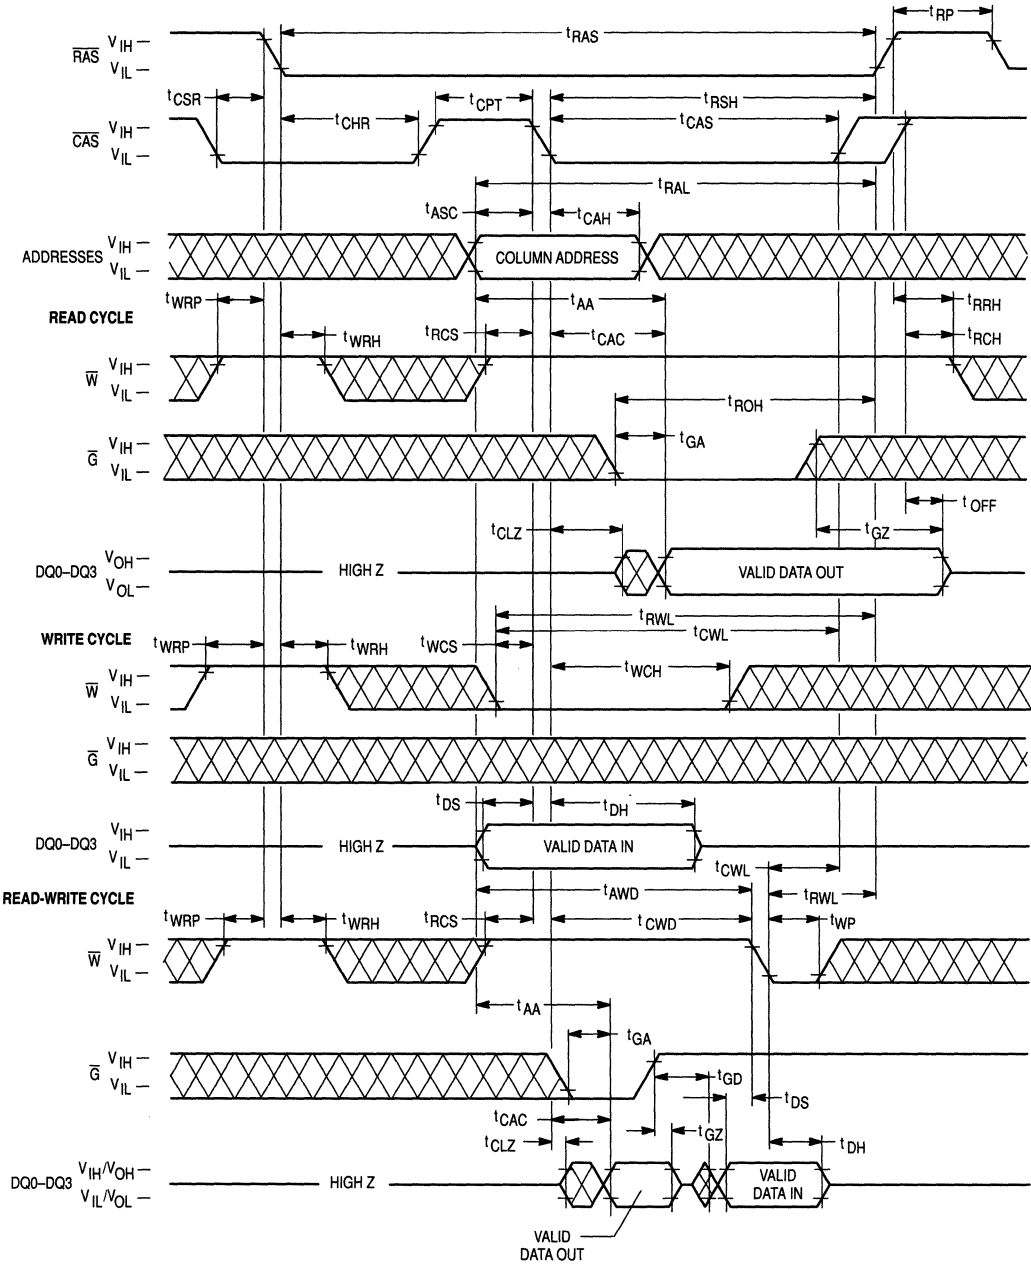 tRP
tRAS
RAS VIH
VIL
tCSR tCPT tRSH
tCHR tCAS
CAS VIH
VIL
tRAL
tASC tCAH
ADDRESSES VIH
VIL
COLUMN ADDRESS
tWRP tAA tRRH
READ CYCLE
tWRH tRCS tCAC tRCH
W VIH
VIL
tROH
G VIH
VIL
tGA
tOFF
tCLZ tGZ
DQ0–DQ3 VOH
VOL
HIGH Z VALID DATA OUT
tRWL
WRITE CYCLE
tCWL
tWRP tWRH tWCS
tWCH
W VIH
VIL
G VIH
VIL
tDS tDH
DQ0–DQ3 VIH
VIL
HIGH Z VALID DATA IN
tCWL
READ-WRITE CYCLE
tAWD tRWL
tWRP tWRH tRCS tCWD tWP
W VIH
VIL
tAA
tGA
G VIH
VIL
tGD
tDS
tCAC
tCLZ tGZ tDH
DQ0–DQ3 VIH/VOH
VIL/VOL
HIGH Z
VALID
DATA IN
VALID
DATA OUT